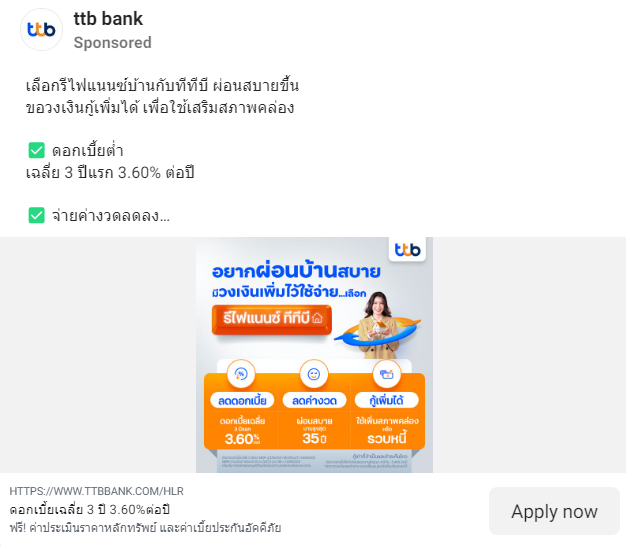 ttb
ttb bank
Sponsored
เลือกรีไฟแนนซ์บ้านกับทีทีบี ผ่อนสบายขึ้น
ขอวงเงินกู้เพิ่มได้ เพื่อใช้เสริมสภาพคล่อง
✅ ดอกเบี้ยต่ำ
เฉลี่ย 3 ปีแรก 3.60% ต่อปี
✅ จ่ายค่างวดลดลง...
ttb
อยากผ่อนบ้านสบาย
มีวงเงินเพิ่มไว้ใช้จ่าย...เลือก
รีไฟแนนซ์ ทีทีบี
ลดดอกเบี้ย ลดค่างวด กู้เพิ่มได้
ดอกเบี้ยเฉลี่ย
3 ปีแรก
3.60%
ผ่อนสบาย
นานสูงสุด
35 ปี
ใช้เพิ่มสภาพคล่อง
หรือ
รวบหนี้
HTTPS://WWW.TTBBANK.COM/HLR
ดอกเบี้ยเฉลี่ย 3 ปี 3.60%ต่อปี
ฟรี! ค่าประเมินราคาหลักทรัพย์ และค่าเบี้ยประกันอัคคีภัย
Apply now